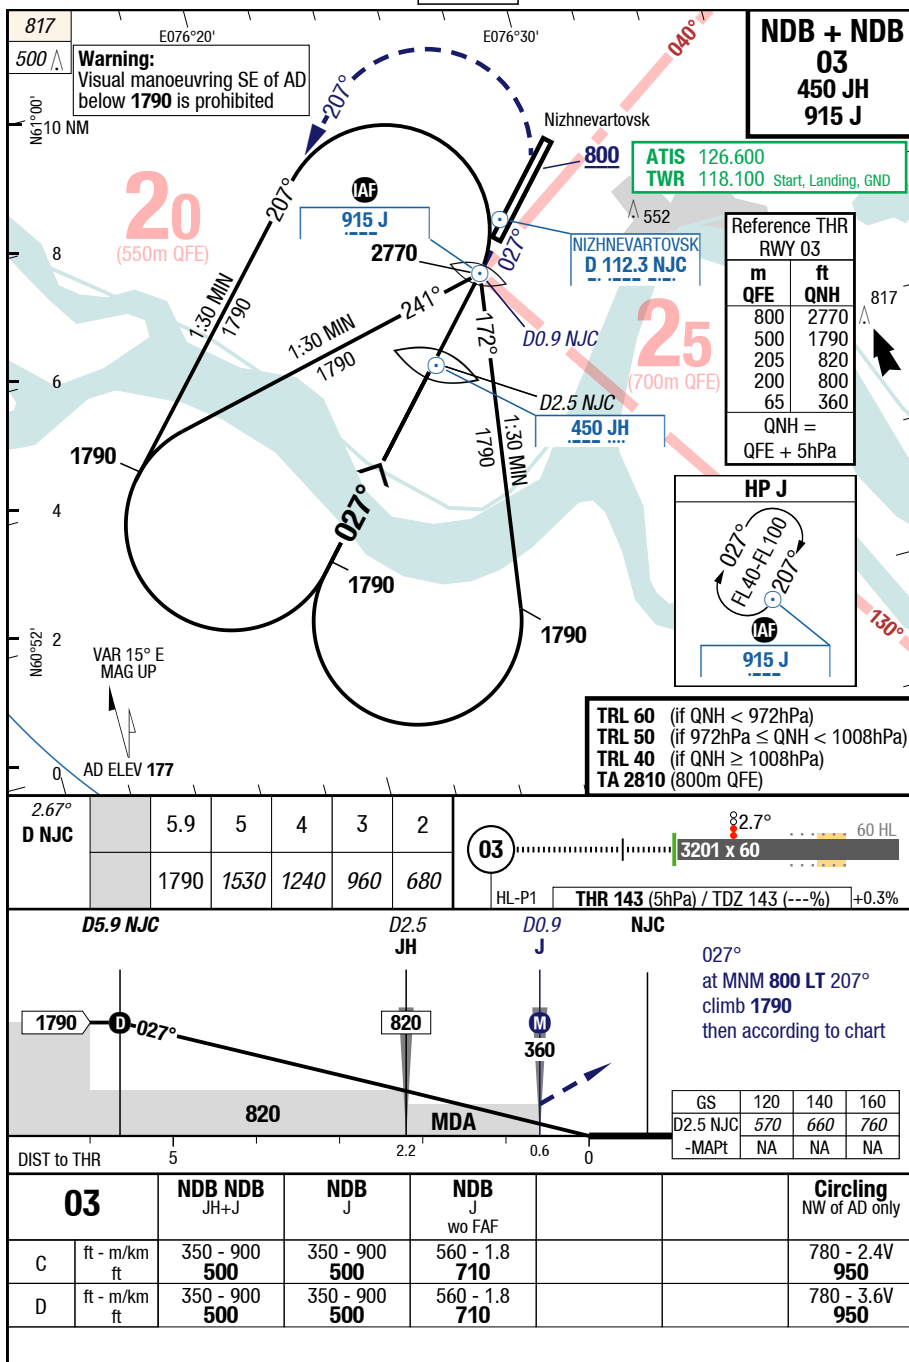 817
500
E076°20'
E076°30'
Warning:
Visual manoeuvring SE of AD
below 1790 is prohibited
NDB + NDB
03
450 JH
915 J
N61°00'
10 NM
207°
040°
Nizhnevartovsk
800
ATIS 126.600
TWR 118.100 Start, Landing, GND
20
(550m QFE)
207°
IAF
915 J
2770
552
027°
NIZHNEVARTOVSK
D 112.3 NJC
Reference THR
RWY 03
m ft
QFE QNH
800 2770
500 1790
205 820
200 800
65 360
QNH =
QFE + 5hPa
817
8
1:30 MIN
1790
241°
1:30 MIN
1790
172°
D0.9 NJC
25
(700m QFE)
6
D2.5 NJC
450 JH
1:30 MIN
1790
1790
4
027°
1790
1790
HP J
027°
FL40-FL100
207°
IAF
915 J
130°
N60°52'
2
VAR 15° E
MAG UP
0
AD ELEV 177
TRL 60 (if QNH < 972hPa)
TRL 50 (if 972hPa ≤ QNH < 1008hPa)
TRL 40 (if QNH ≥ 1008hPa)
TA 2810 (800m QFE)
2.67°
D NJC
5.9 5 4 3 2
1790 1530 1240 960 680
03
2.7°
60 HL
3201 x 60
HL-P1
THR 143 (5hPa) / TDZ 143 (---%)
+0.3%
D5.9 NJC
D2.5
JH
D0.9
J
NJC
1790
D
027°
820
M
360
820
MDA
027°
at MNM 800 LT 207°
climb 1790
then according to chart
DIST to THR
5
2.2
0.6
0
GS 120 140 160
D2.5 NJC 570 660 760
-MAPt NA NA NA
03
NDB NDB
JH+J
NDB
J
NDB
J
wo FAF
Circling
NW of AD only
C
ft - m/km 350 - 900 350 - 900 560 - 1.8 780 - 2.4V
ft 500 500 710 950
D
ft - m/km 350 - 900 350 - 900 560 - 1.8 780 - 3.6V
ft 500 500 710 950